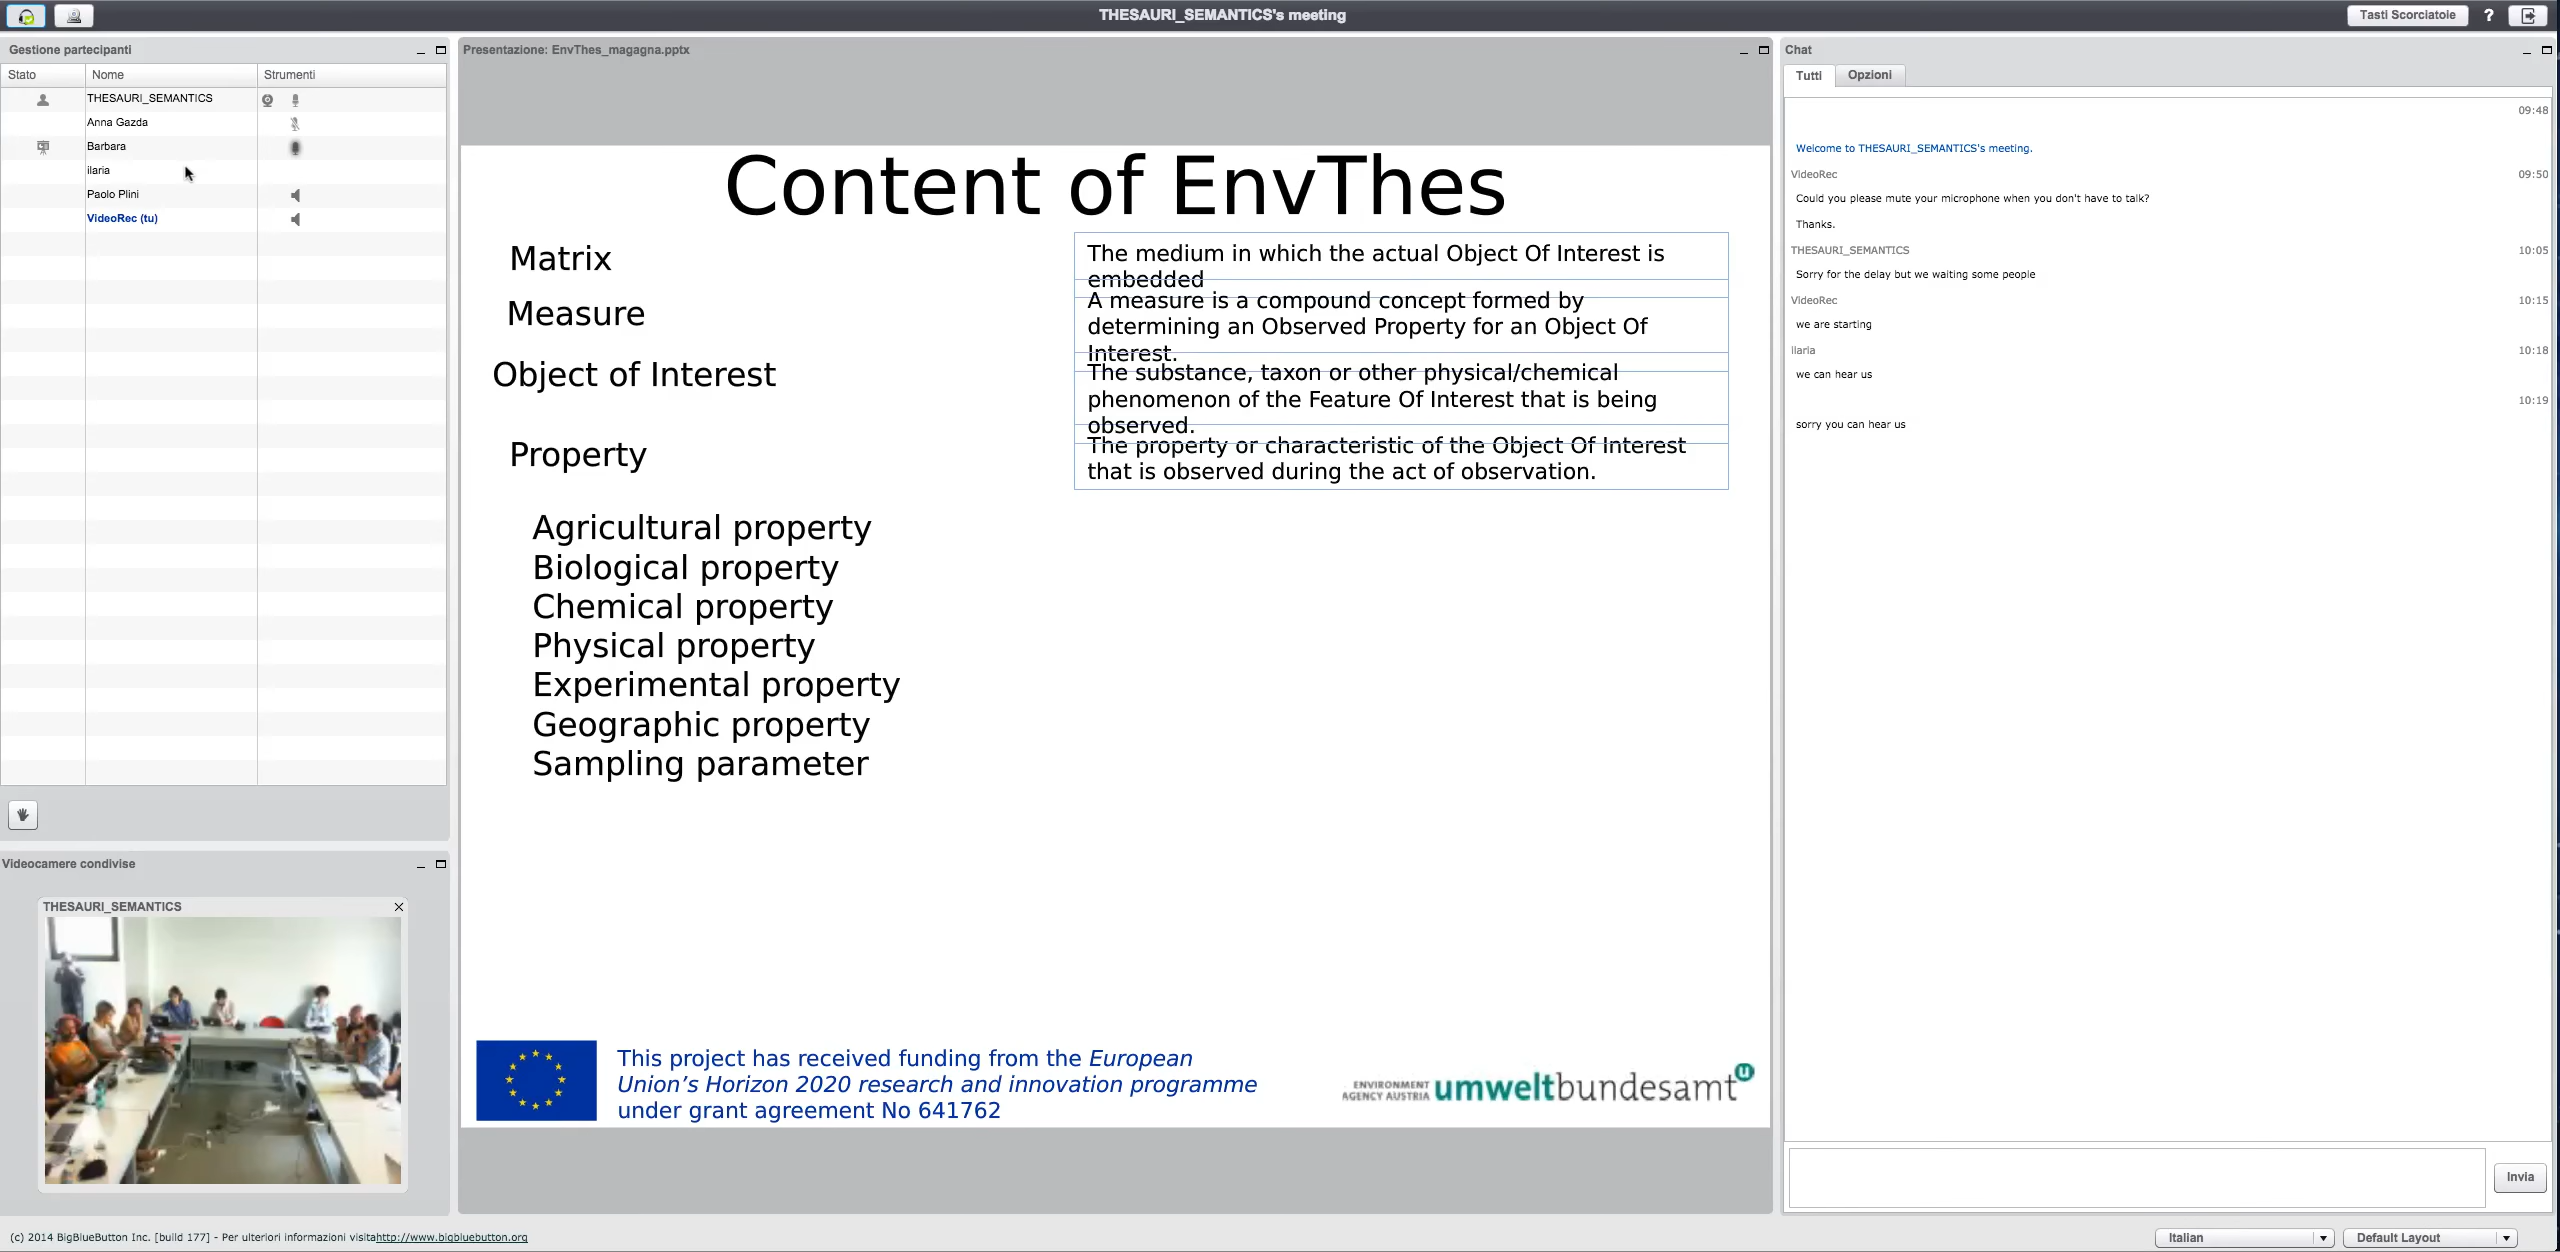 THESAURI_SEMANTICS's meeting
Tasti Scorciatoie
?
Gestione partecipanti
Stato Nome Strumenti
THESAURI_SEMANTICS
Anna Gazda
Barbara
ilaria
Paolo Plini
VideoRec (tu)
Videocamere condivise
THESAURI_SEMANTICS
Presentazione: EnvThes_magagna.pptx
Content of EnvThes
Matrix
The medium in which the actual Object Of Interest is
embedded
Measure
A measure is a compound concept formed by
determining an Observed Property for an Object Of
Interest.
Object of Interest
The substance, taxon or other physical/chemical
phenomenon of the Feature Of Interest that is being
observed.
Property
The property or characteristic of the Object Of Interest
that is observed during the act of observation.
Agricultural property
Biological property
Chemical property
Physical property
Experimental property
Geographic property
Sampling parameter
This project has received funding from the European
Union’s Horizon 2020 research and innovation programme
under grant agreement No 641762
ENVIRONMENT
AGENCY AUSTRIA umweltbundesamt u
Chat
Tutti Opzioni
09:48
Welcome to THESAURI_SEMANTICS's meeting.
VideoRec 09:50
Could you please mute your microphone when you don't have to talk?
Thanks.
THESAURI_SEMANTICS 10:05
Sorry for the delay but we waiting some people
VideoRec 10:15
we are starting
ilaria 10:18
we can hear us
10:19
sorry you can hear us
Invia
(c) 2014 BigBlueButton Inc. [build 177] - Per ulteriori informazioni visitahttp://www.bigbluebutton.org
Italian
Default Layout